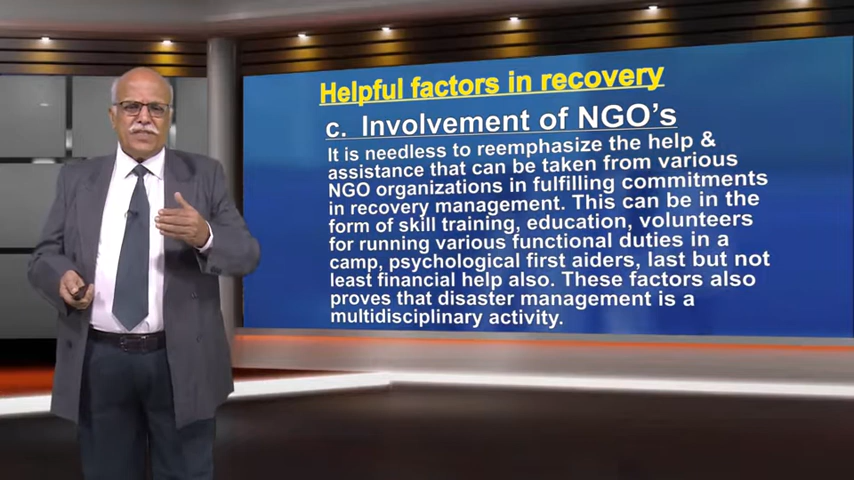 Helpful factors in recovery
c. Involvement of NGO's
It is needless to reemphasize the help &
assistance that can be taken from various
NGO organizations in fulfilling commitments
in recovery management. This can be in the
form of skill training, education, volunteers
for running various functional duties in a
camp, psychological first aiders, last but not
least financial help also. These factors also
proves that disaster management is a
multidisciplinary activity.